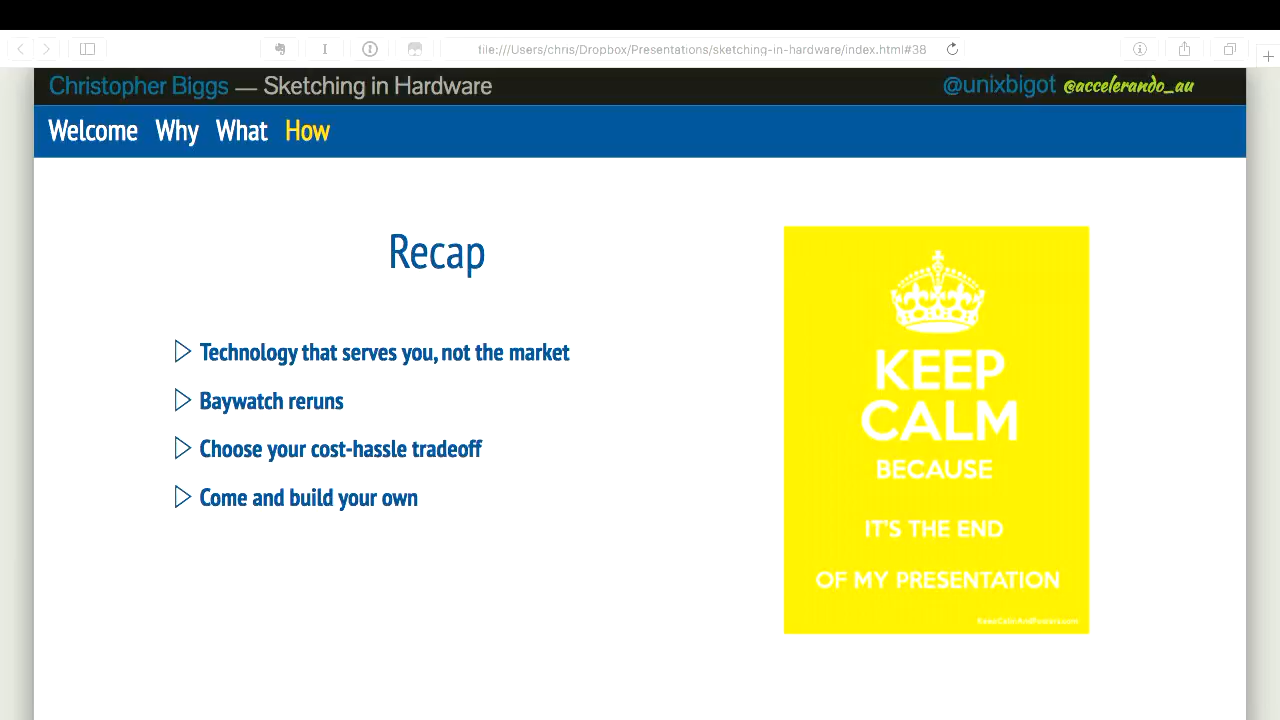 file:///Users/chris/Dropbox/Presentations/sketching-in-hardware/index.html#38
Christopher Biggs — Sketching in Hardware
@unixbigot @accelerando_au
Welcome Why What How
Recap
Technology that serves you, not the market
Baywatch reruns
Choose your cost-hassle tradeoff
Come and build your own
KEEP
CALM
BECAUSE
IT'S THE END
OF MY PRESENTATION